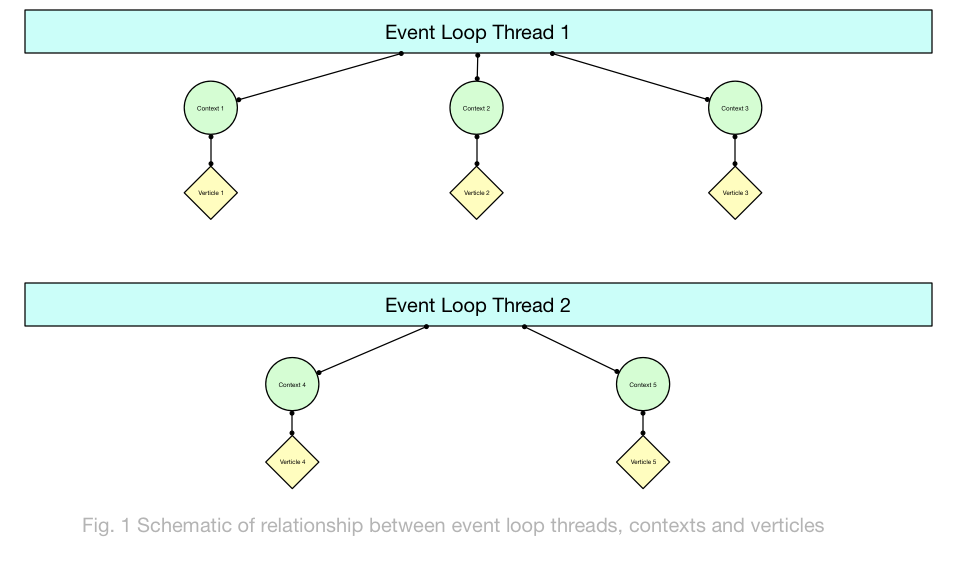 Event Loop Thread 1
Context 1
Context 2
Context 3
Verticle 1
Verticle 2
Verticle 3
Event Loop Thread 2
Context 4
Context 5
Verticle 4
Verticle 5
Fig. 1 Schematic of relationship between event loop threads, contexts and verticles